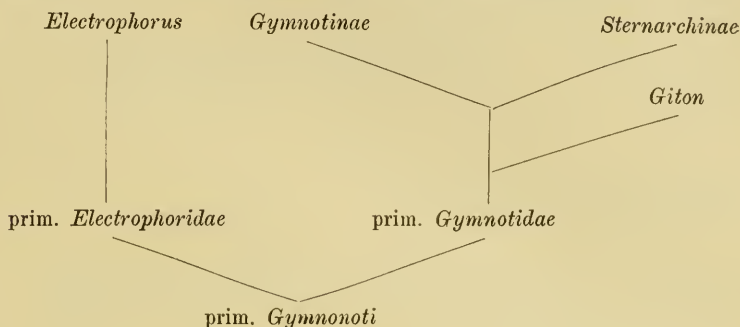 Electrophorus Gymnotinae Sternarchinae
Giton
prim. Electrophoridae prim. Gymnotidae
prim. Gymnonoti